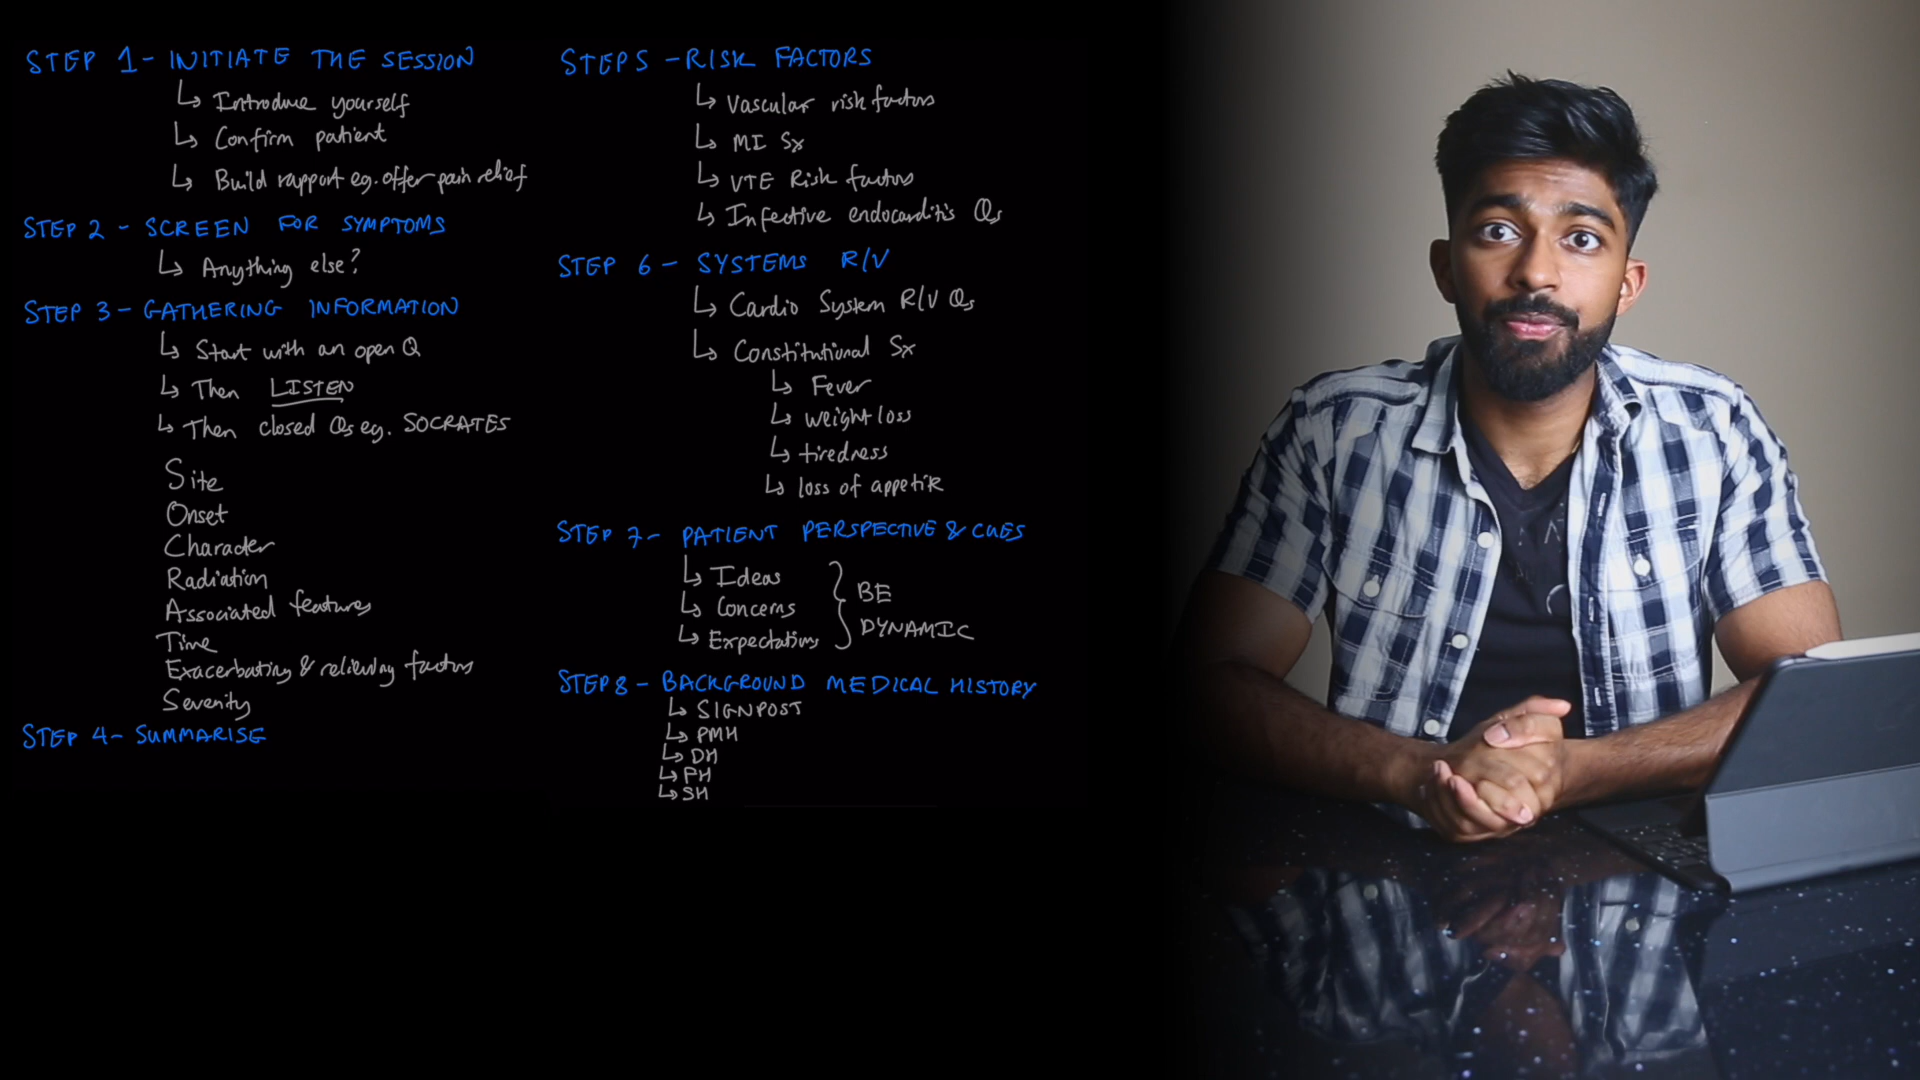 STEP 1 - INITIATE THE SESSION
↳ Introduce yourself
↳ Confirm patient
↳ Build rapport eg. offer pain relief
STEP 2 - SCREEN FOR SYMPTOMS
↳ Anything else?
STEP 3 - GATHERING INFORMATION
↳ Start with an open Q
↳ Then LISTEN
↳ Then closed Qs eg. SOCRATES
Site
Onset
Character
Radiation
Associated features
Time
Exacerbating & relieving factors
Severity
STEP 4 - SUMMARISE
STEP 5 - RISK FACTORS
↳ Vascular risk factors
↳ MI Sx
↳ VTE Risk factors
↳ Infective endocarditis Qs
STEP 6 - SYSTEMS R/V
↳ Cardio System R/V Qs
↳ Constitutional Sx
↳ Fever
↳ weight loss
↳ tiredness
↳ loss of appetite
STEP 7 - PATIENT PERSPECTIVE & CUES
↳ Ideas
↳ Concerns
↳ Expectations
BE
DYNAMIC
STEP 8 - BACKGROUND MEDICAL HISTORY
↳ SIGNPOST
↳ PMH
↳ DH
↳ FH
↳ SH